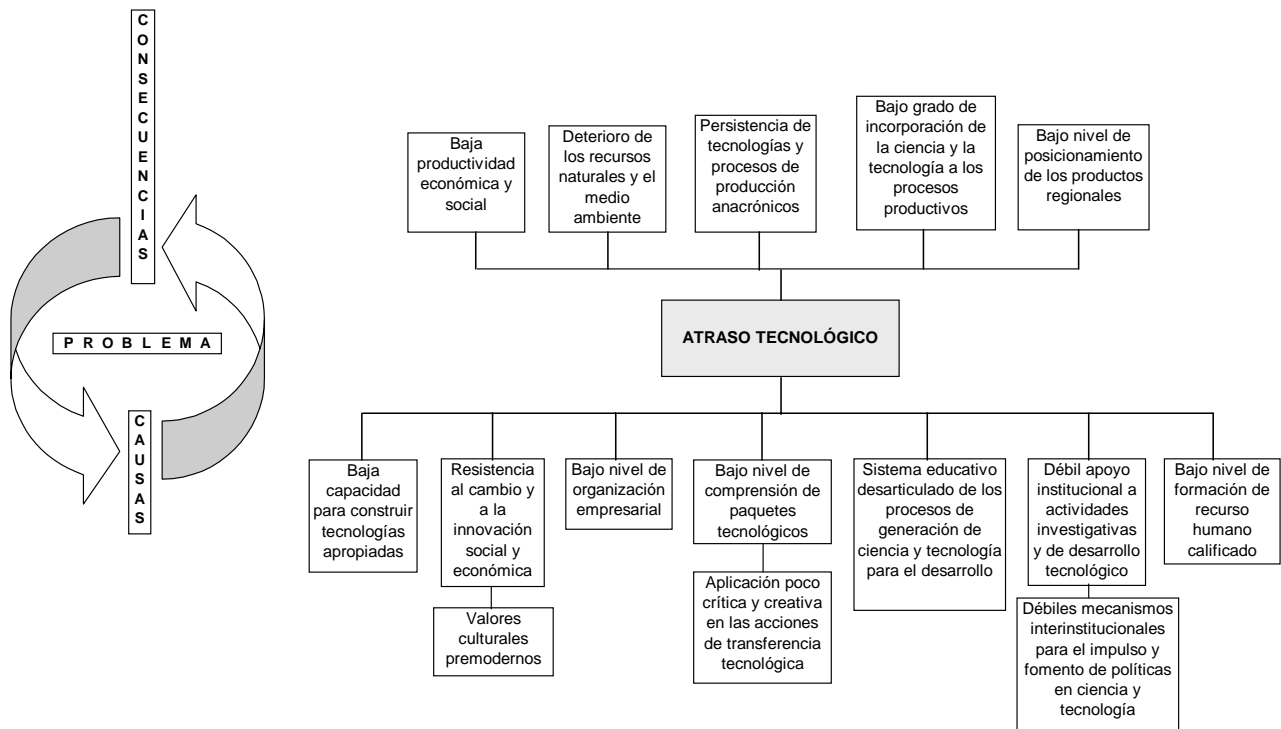 CONSECUENCIAS
PROBLEMA
CAUSAS
Baja
productividad
económica y
social
Deterioro de
los recursos
naturales y el
medio
ambiente
Persistencia de
tecnologías y
procesos de
producción
anacrónicos
Bajo grado de
incorporación de
la ciencia y la
tecnología a los
procesos
productivos
Bajo nivel de
posicionamiento
de los productos
regionales
ATRASO TECNOLÓGICO
Baja
capacidad
para construir
tecnologías
apropiadas
Resistencia
al cambio y
a la
innovación
social y
económica
Valores
culturales
premodernos
Bajo nivel de
organización
empresarial
Bajo nivel de
comprensión de
paquetes
tecnológicos
Aplicación poco
crítica y creativa
en las acciones
de transferencia
tecnológica
Sistema educativo
desarticulado de los
procesos de
generación de
ciencia y tecnología
para el desarrollo
Débil apoyo
institucional a
actividades
investigativas
y de desarrollo
tecnológico
Débiles mecanismos
interinstitucionales
para el impulso y
fomento de políticas
en ciencia y
tecnología
Bajo nivel de
formación de
recurso
humano
calificado